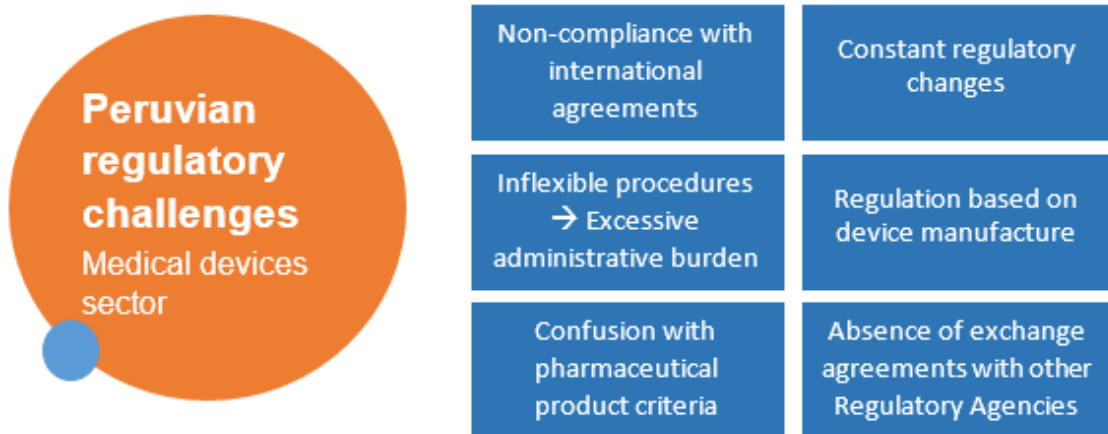 Peruvian
regulatory
challenges
Medical devices
sector
Non-compliance with
international
agreements
Constant regulatory
changes
Inflexible procedures
→ Excessive
administrative burden
Regulation based on
device manufacture
Confusion with
pharmaceutical
product criteria
Absence of exchange
agreements with other
Regulatory Agencies